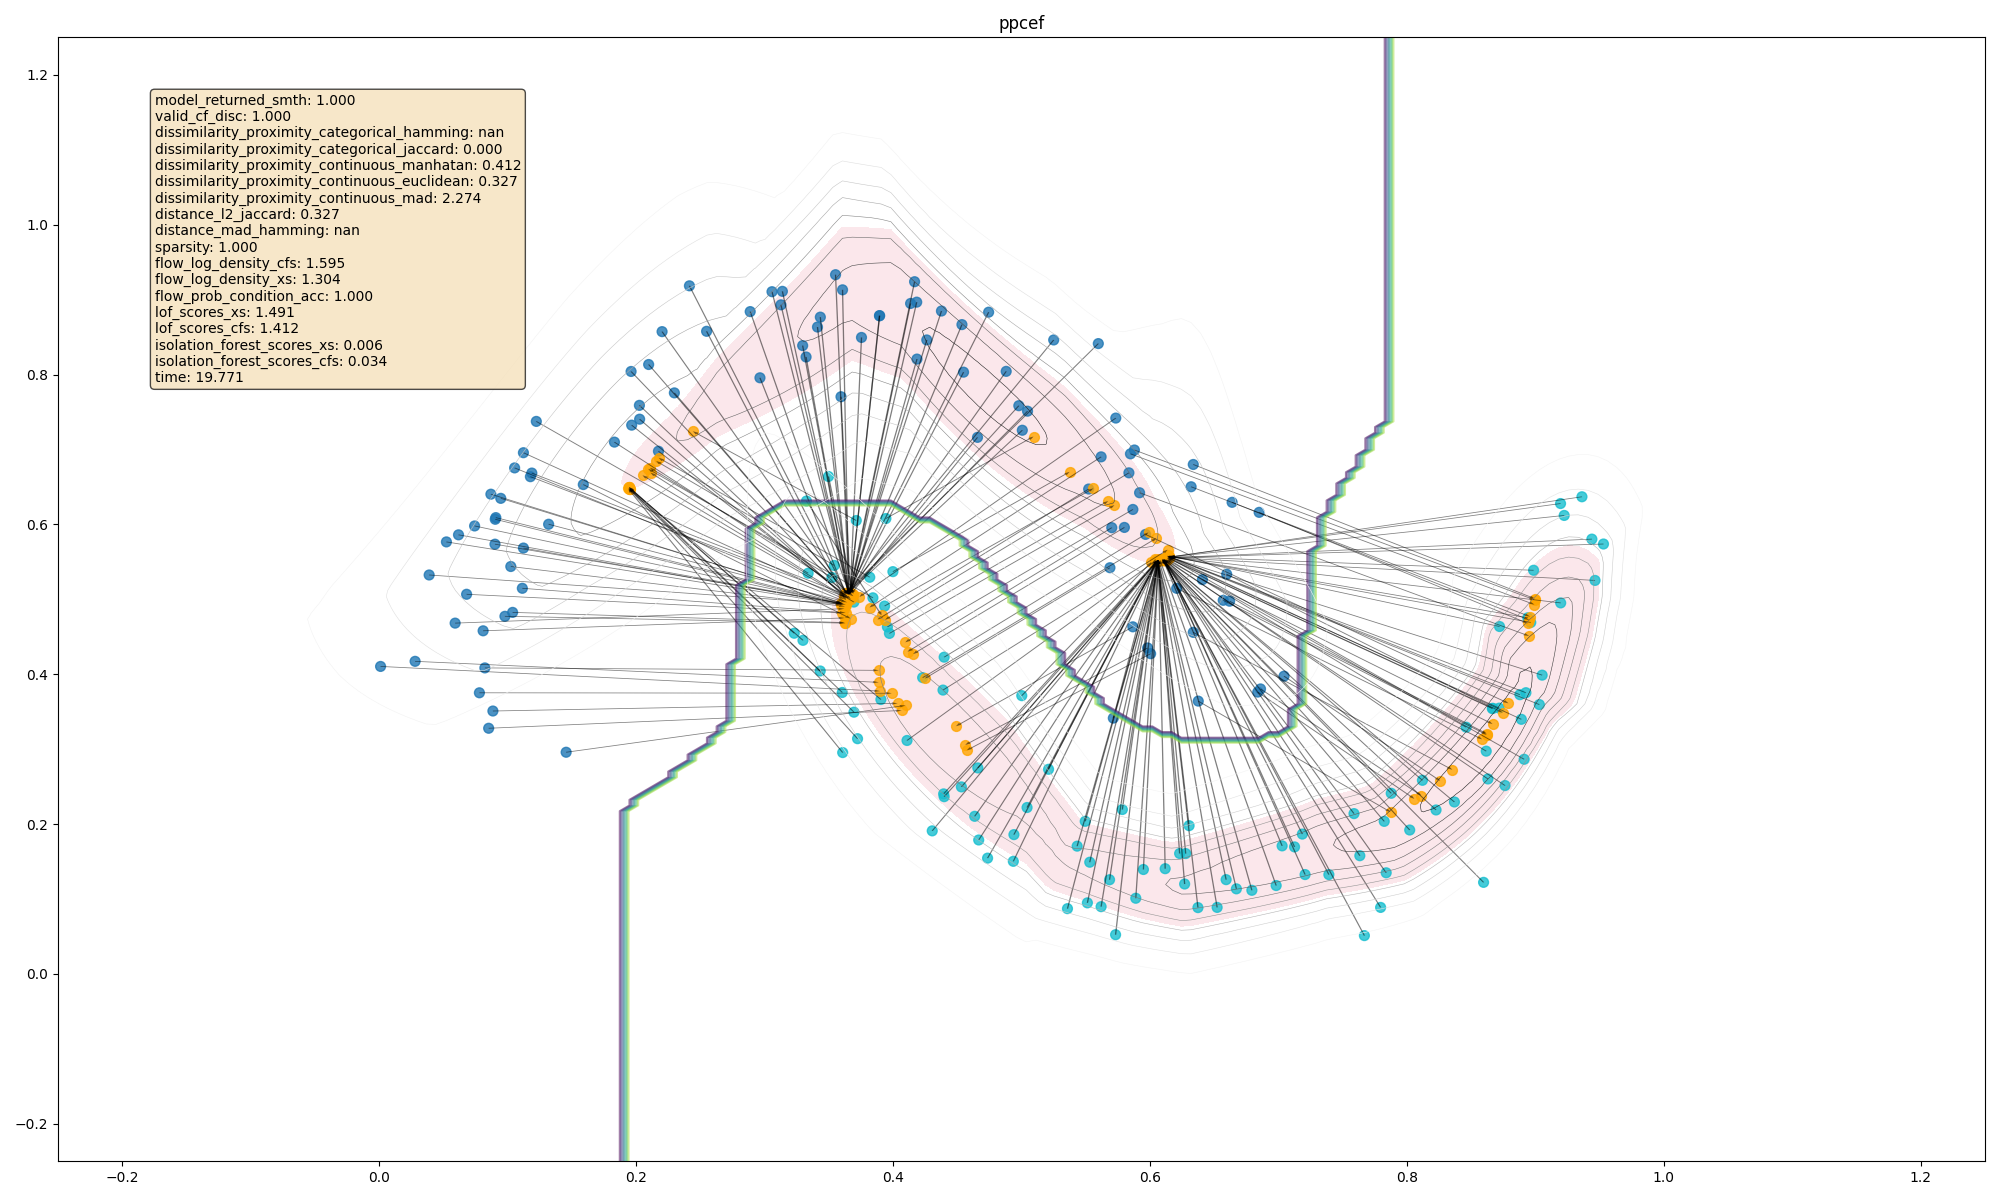 ppcef
model_returned_smth: 1.000
valid_cf_disc: 1.000
dissimilarity_proximity_categorical_hamming: nan
dissimilarity_proximity_categorical_jaccard: 0.000
dissimilarity_proximity_continuous_manhatan: 0.412
dissimilarity_proximity_continuous_euclidean: 0.327
dissimilarity_proximity_continuous_mad: 2.274
distance_l2_jaccard: 0.327
distance_mad_hamming: nan
sparsity: 1.000
flow_log_density_cfs: 1.595
flow_log_density_xs: 1.304
flow_prob_condition_acc: 1.000
lof_scores_xs: 1.491
lof_scores_cfs: 1.412
isolation_forest_scores_xs: 0.006
isolation_forest_scores_cfs: 0.034
time: 19.771
1.2
1.0
0.8
0.6
0.4
0.2
0.0
−0.2
−0.2 0.0 0.2 0.4 0.6 0.8 1.0 1.2